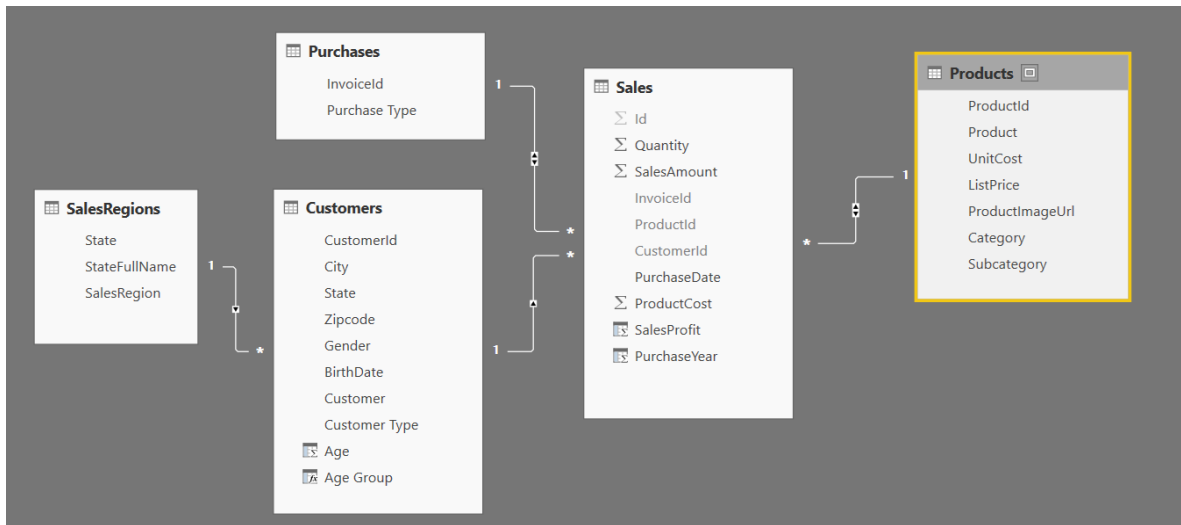 Purchases
InvoiceId
Purchase Type
1
*
SalesRegions
State
StateFullName
SalesRegion
1
*
Customers
CustomerId
City
State
Zipcode
Gender
BirthDate
Customer
Customer Type
Age
Age Group
1
*
Sales
Σ Id
Σ Quantity
Σ SalesAmount
InvoiceId
ProductId
CustomerId
PurchaseDate
Σ ProductCost
SalesProfit
PurchaseYear
*
1
Products
ProductId
Product
UnitCost
ListPrice
ProductImageUrl
Category
Subcategory